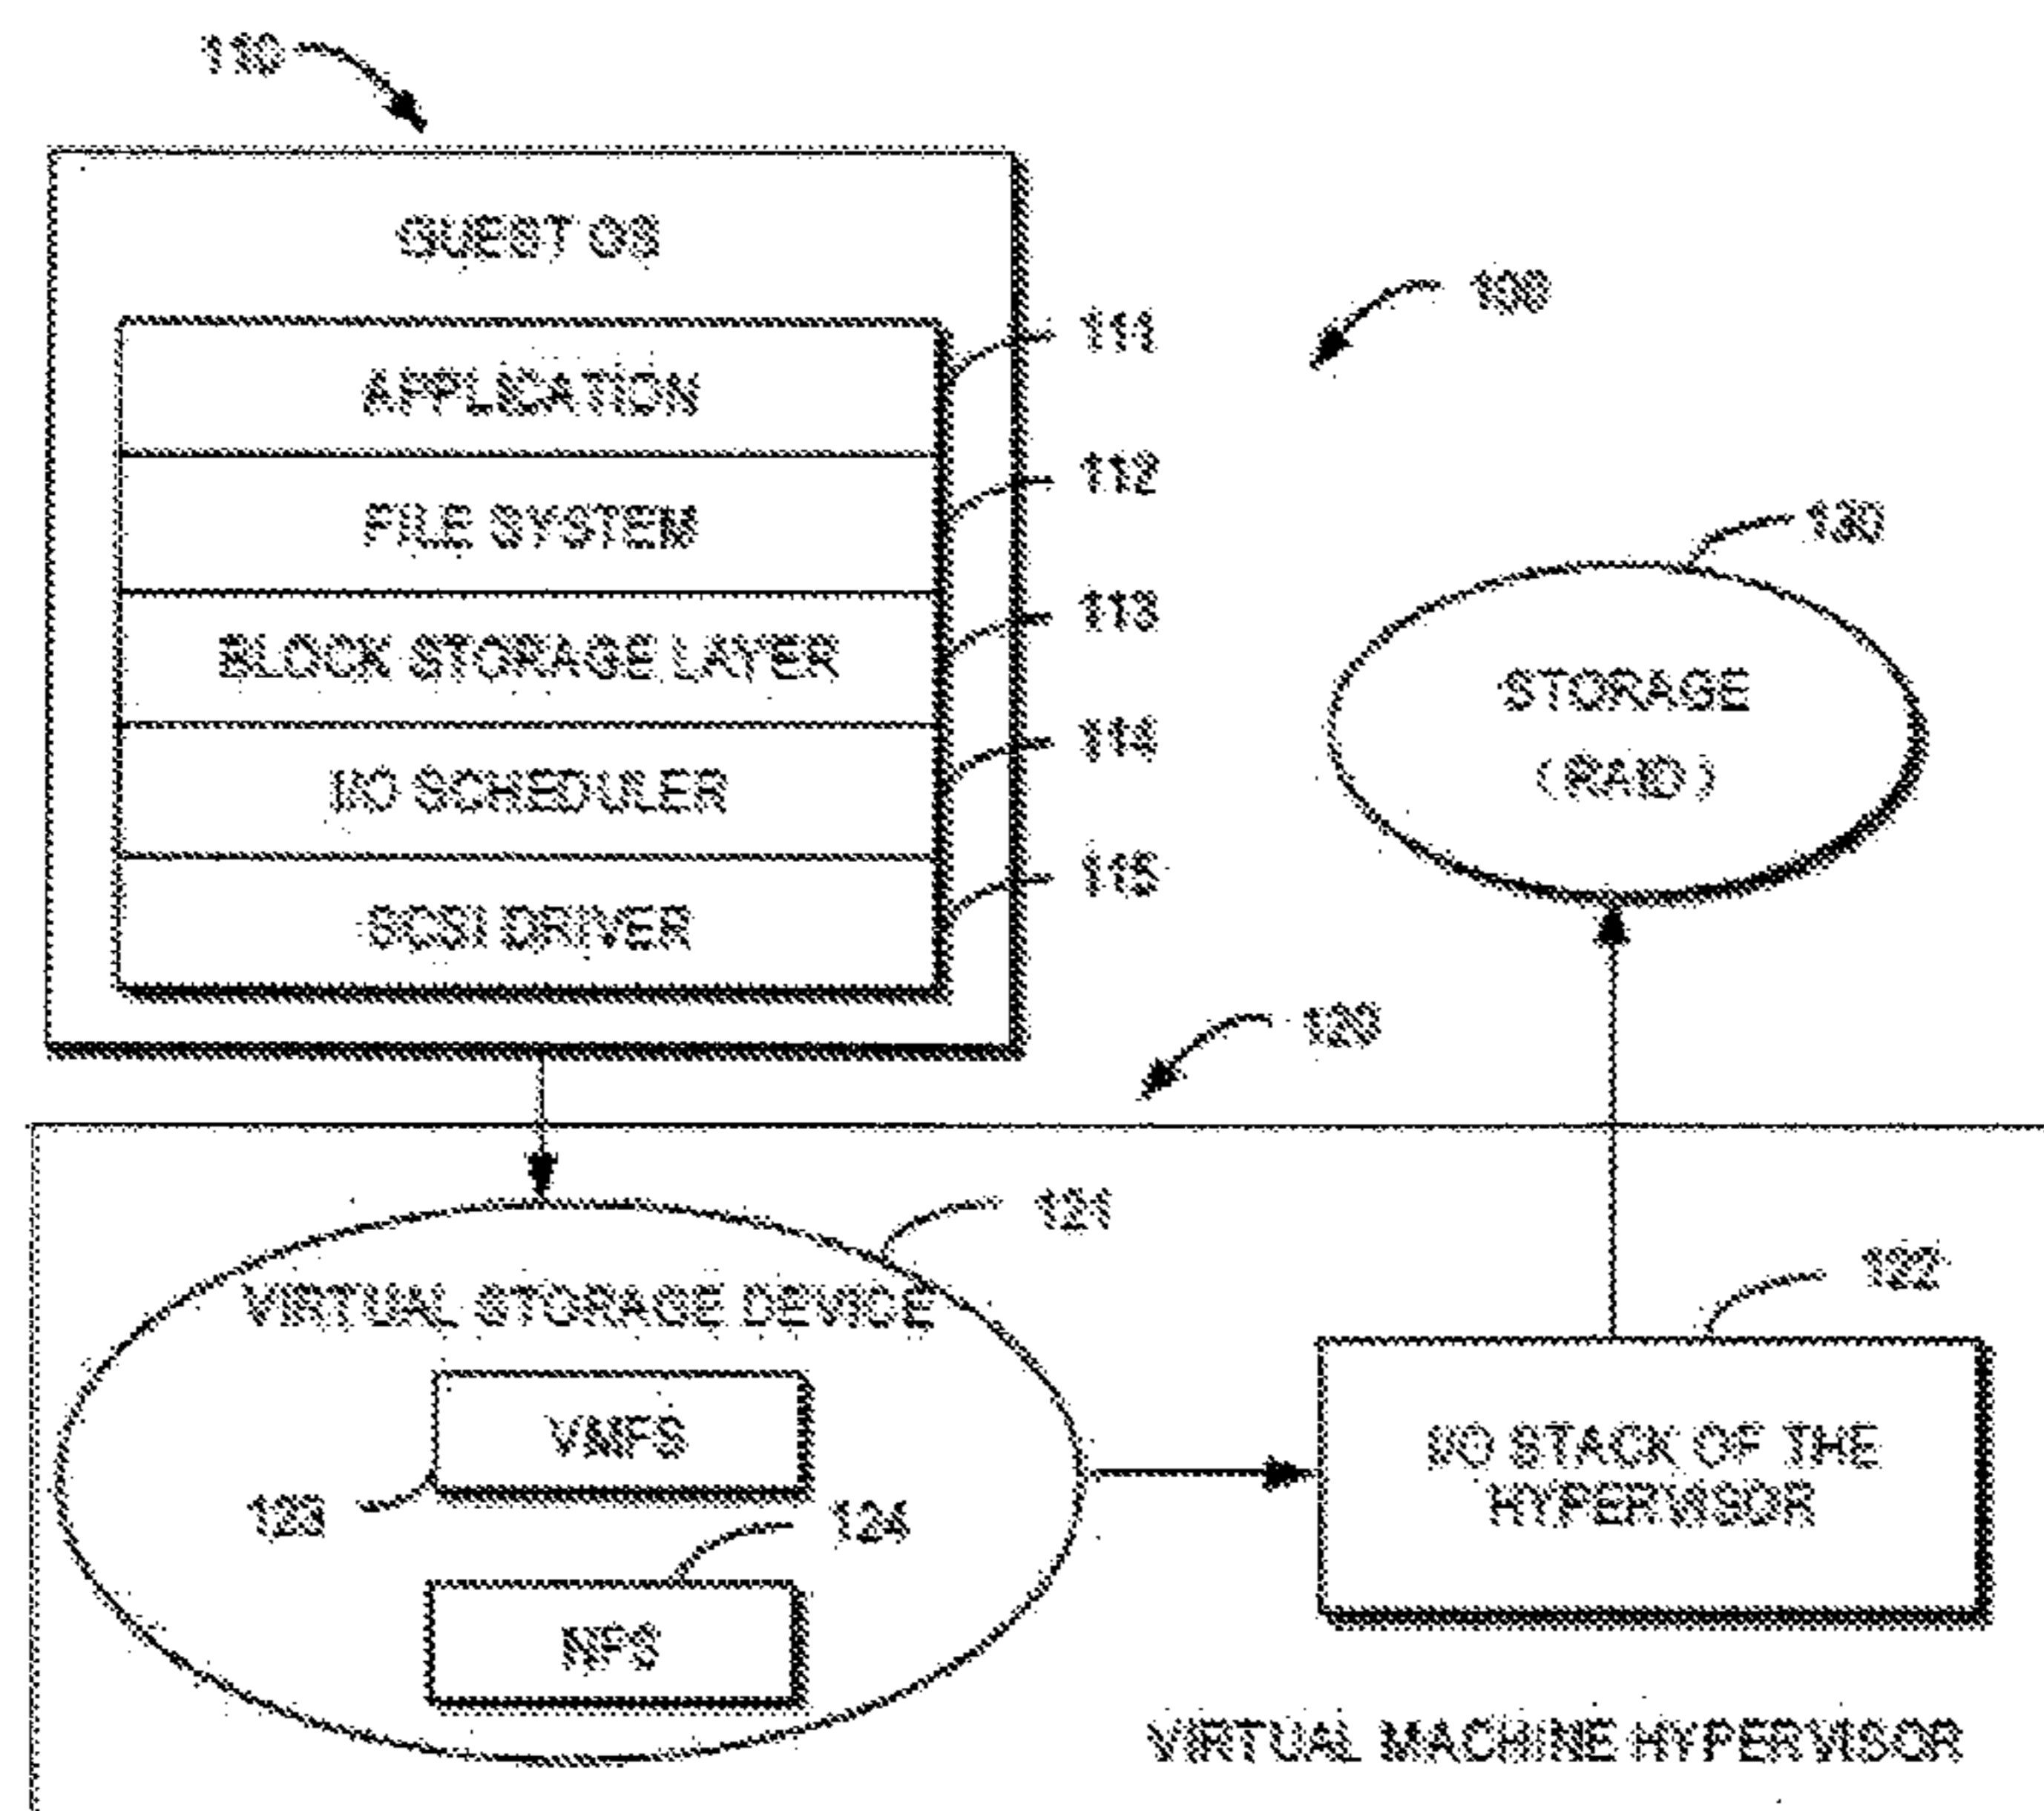 110
GUEST OS
100
APPLICATION
111
FILE SYSTEM
112
BLOCK STORAGE LAYER
113
I/O SCHEDULER
114
SCSI DRIVER
115
130
STORAGE
(RAID)
120
121
VIRTUAL STORAGE DEVICE
122
VMFS
123
124
NFS
I/O STACK OF THE
HYPERVISOR
VIRTUAL MACHINE HYPERVISOR